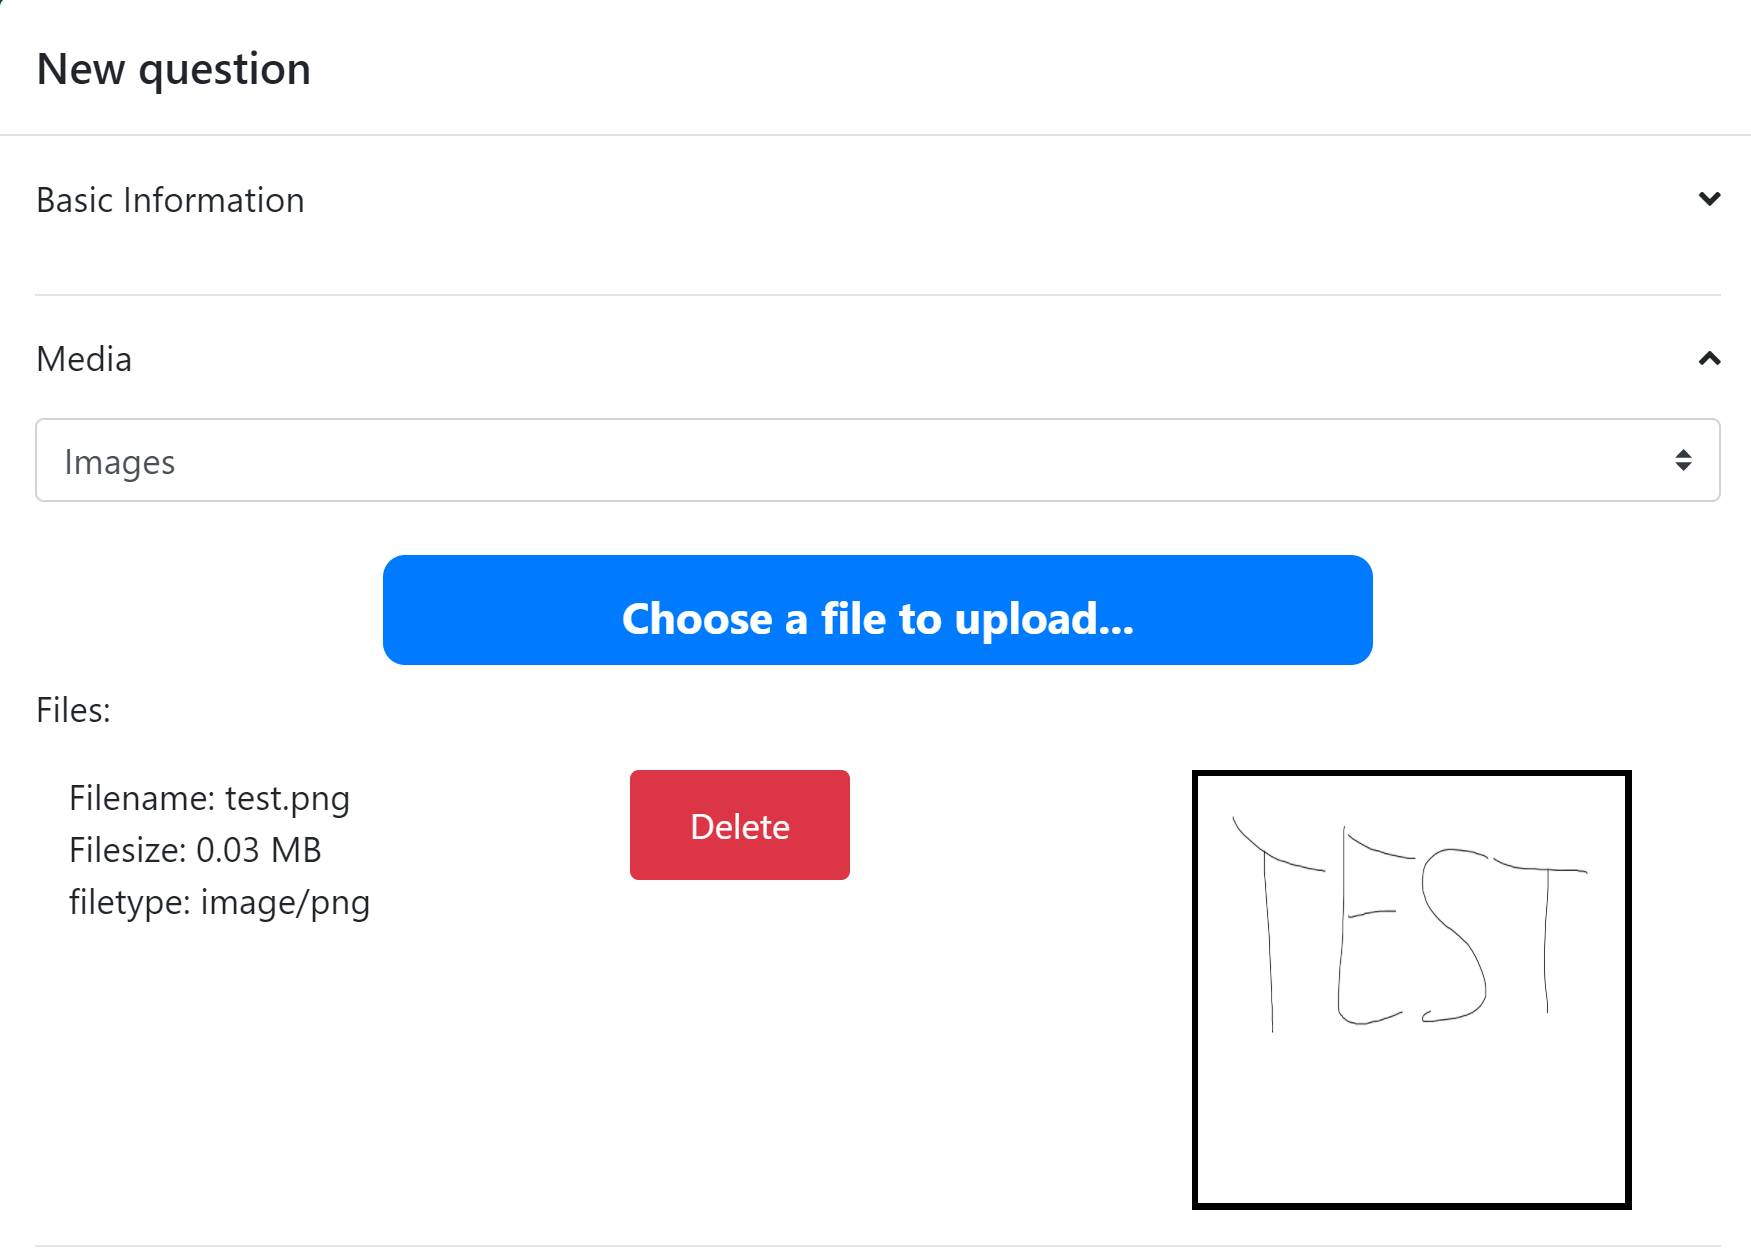 New question
Basic Information
Media
Images
Choose a file to upload...
Files:
Filename: test.png
Filesize: 0.03 MB
filetype: image/png
Delete
TEST